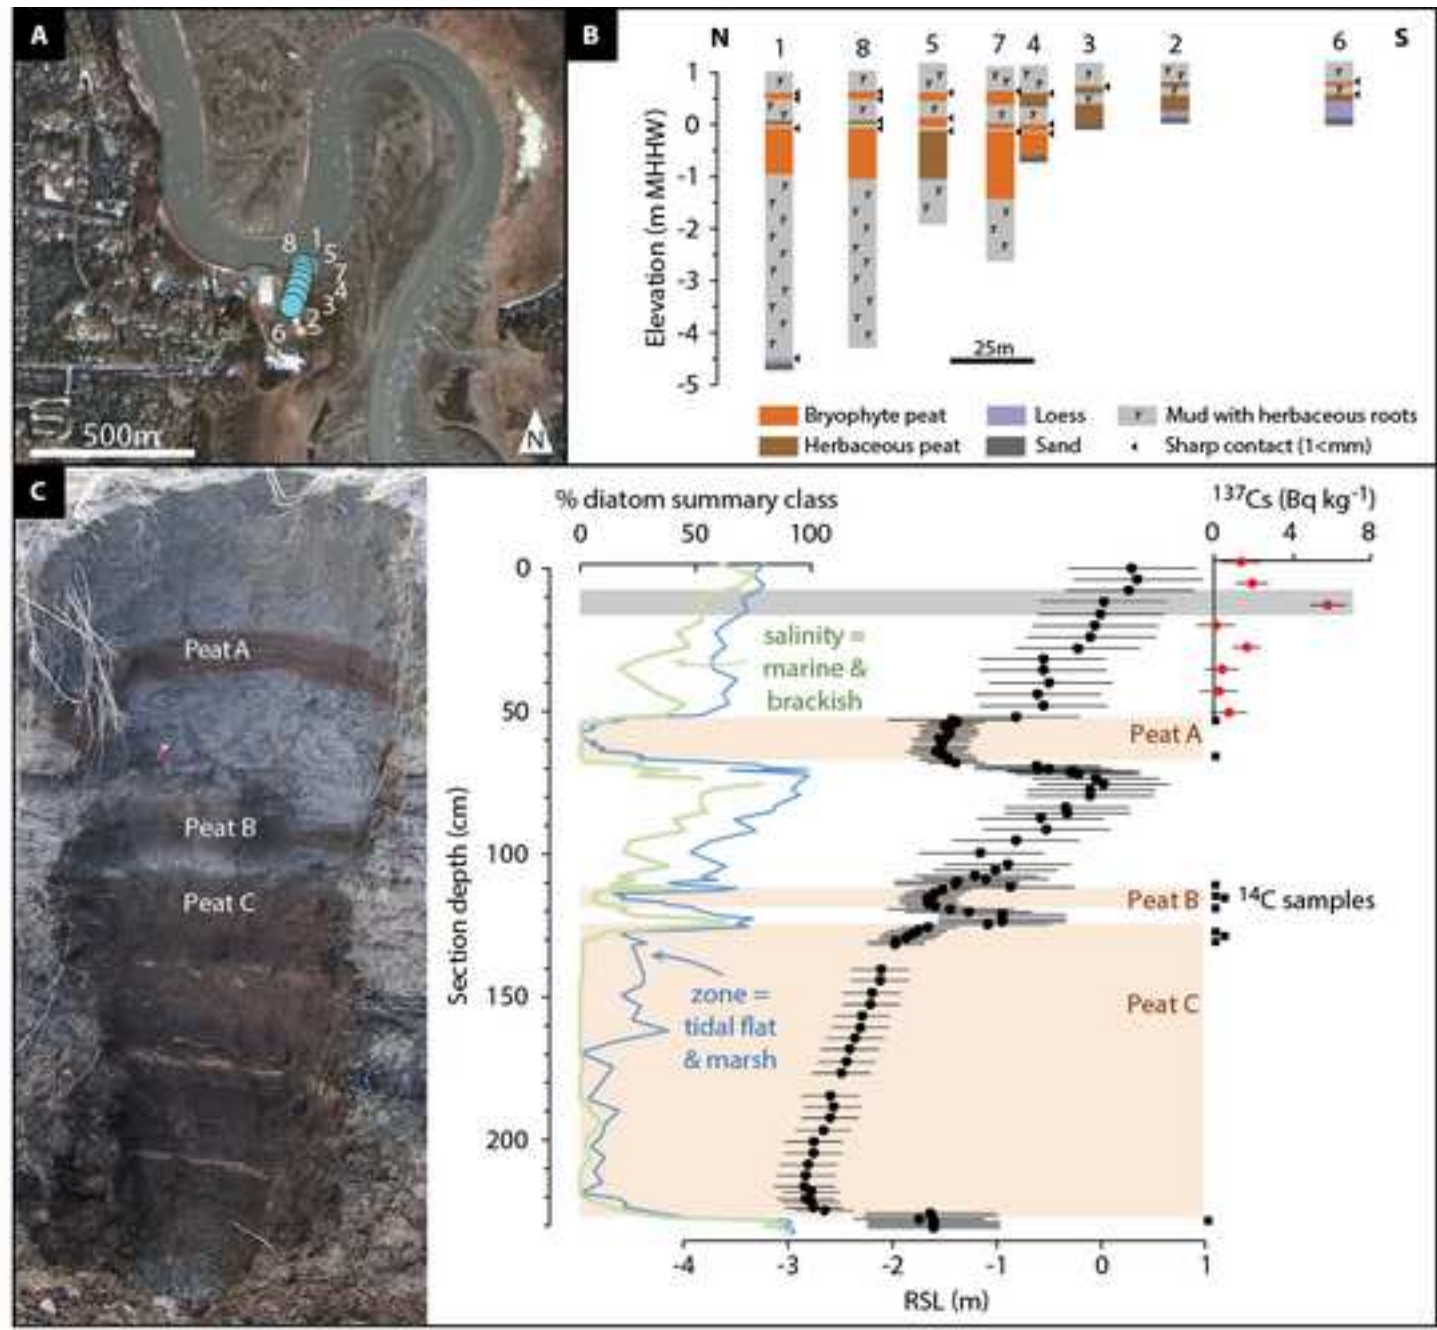 A
8 1
5
7
4
3
2
6 5
500m
N
B
N
1 8 5 7 4 3 2 6
S
1
0
-1
-2
-3
-4
-5
Elevation (m MHHW)
25m
Bryophyte peat
Loess
Mud with herbaceous roots
Herbaceous peat
Sand
Sharp contact (1<mm)
C
Peat A
Peat B
Peat C
% diatom summary class
0 50 100
137Cs (Bq kg-1)
0 4 8
0
50
100
150
200
Section depth (cm)
salinity =
marine &
brackish
Peat A
Peat B
14C samples
zone =
tidal flat
& marsh
Peat C
-4 -3 -2 -1 0 1
RSL (m)